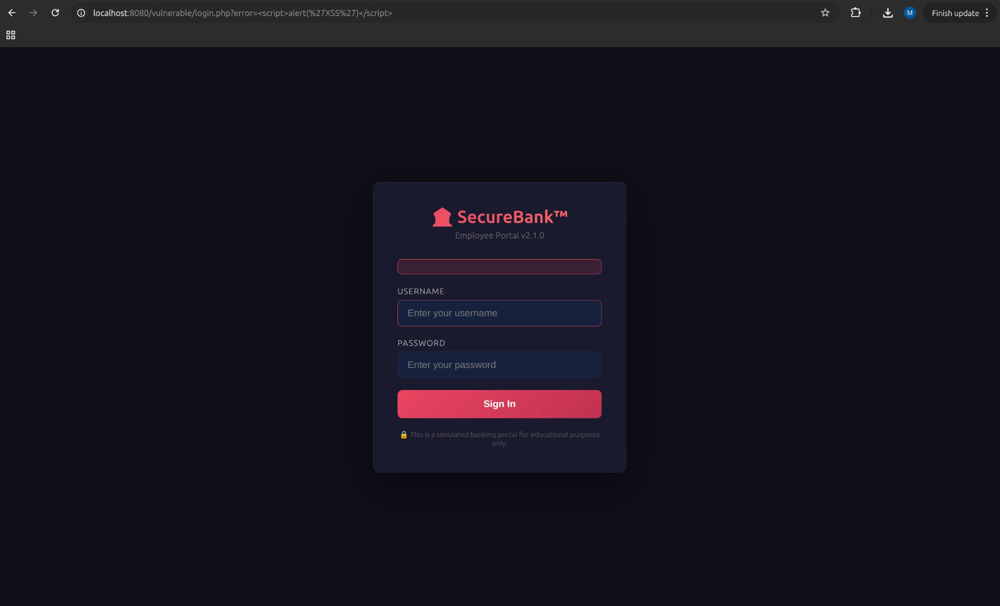 localhost:8080/vulnerable/login.php?error=<script>alert(%27XSS%27)</script>
M
Finish update
SecureBank™
Employee Portal v2.1.0
USERNAME
Enter your username
PASSWORD
Enter your password
Sign In
🔒 This is a simulated banking portal for educational purposes
only.